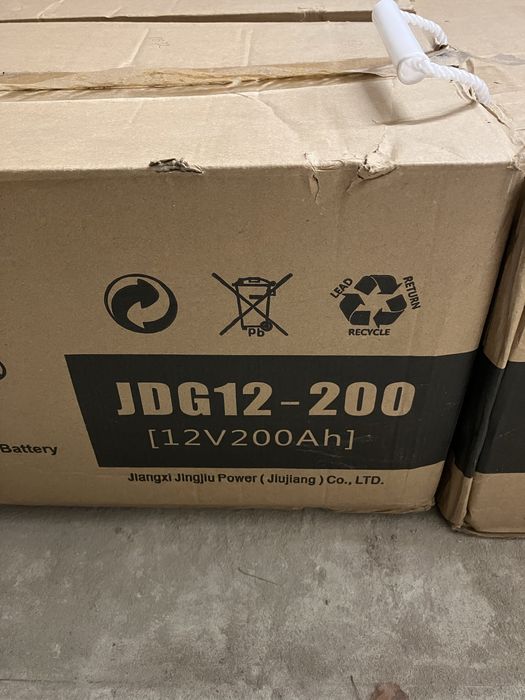 LEAD RETURN
RECYCLE
Pb
JDG12-200
[12V200Ah]
Battery
Jiangxi Jingjiu Power ( Jiujiang ) Co., LTD.